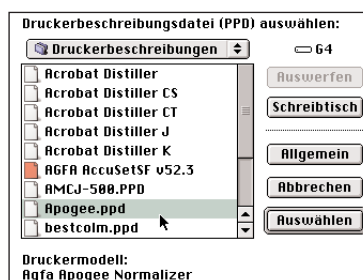 Druckerbeschreibungsdatei (PPD) auswählen:
Druckerbeschreibungen
G4
Acrobat Distiller
Acrobat Distiller CS
Acrobat Distiller CT
Acrobat Distiller J
Acrobat Distiller K
AGFA AccuSetSF v52.3
AMCJ-500.PPD
Apogee.ppd
bestcolm.ppd
Auswerfen
Schreibtisch
Allgemein
Abbrechen
Auswählen
Druckermodell:
Agfa Apogee Normalizer